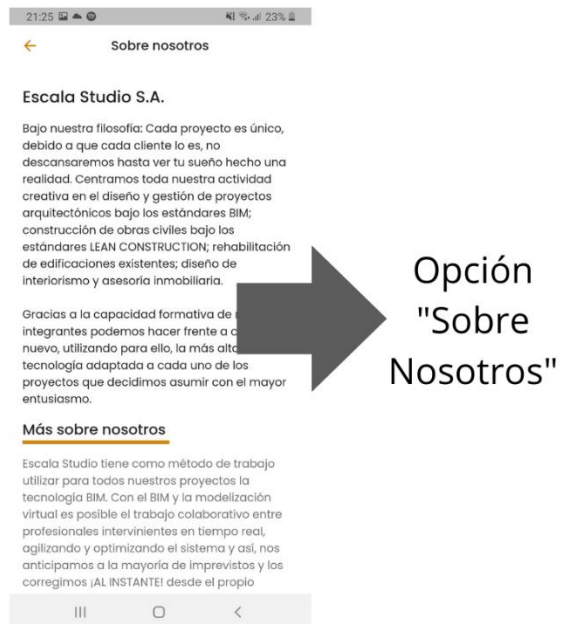 21:25 23%
Sobre nosotros
Escala Studio S.A.
Bajo nuestra filosofía: Cada proyecto es único,
debido a que cada cliente lo es, no
descansaremos hasta ver tu sueño hecho una
realidad. Centramos toda nuestra actividad
creativa en el diseño y gestión de proyectos
arquitectónicos bajo los estándares BIM;
construcción de obras civiles bajo los
estándares LEAN CONSTRUCTION; rehabilitación
de edificaciones existentes; diseño de
interiorismo y asesoría inmobiliaria.
Gracias a la capacidad formativa de
integrantes podemos hacer frente a
nuevo, utilizando para ello, la más
tecnología adaptada a cada uno de los
proyectos que decidimos asumir con el mayor
entusiasmo.
Más sobre nosotros
Escala Studio tiene como método de trabajo
utilizar para todos nuestros proyectos la
tecnología BIM. Con el BIM y la modelización
virtual es posible el trabajo colaborativo entre
profesionales intervinientes en tiempo real,
agilizando y optimizando el sistema y así, nos
anticipamos a la mayoría de imprevistos y los
corregimos ¡AL INSTANTE! desde el propio
Opción
"Sobre
Nosotros"